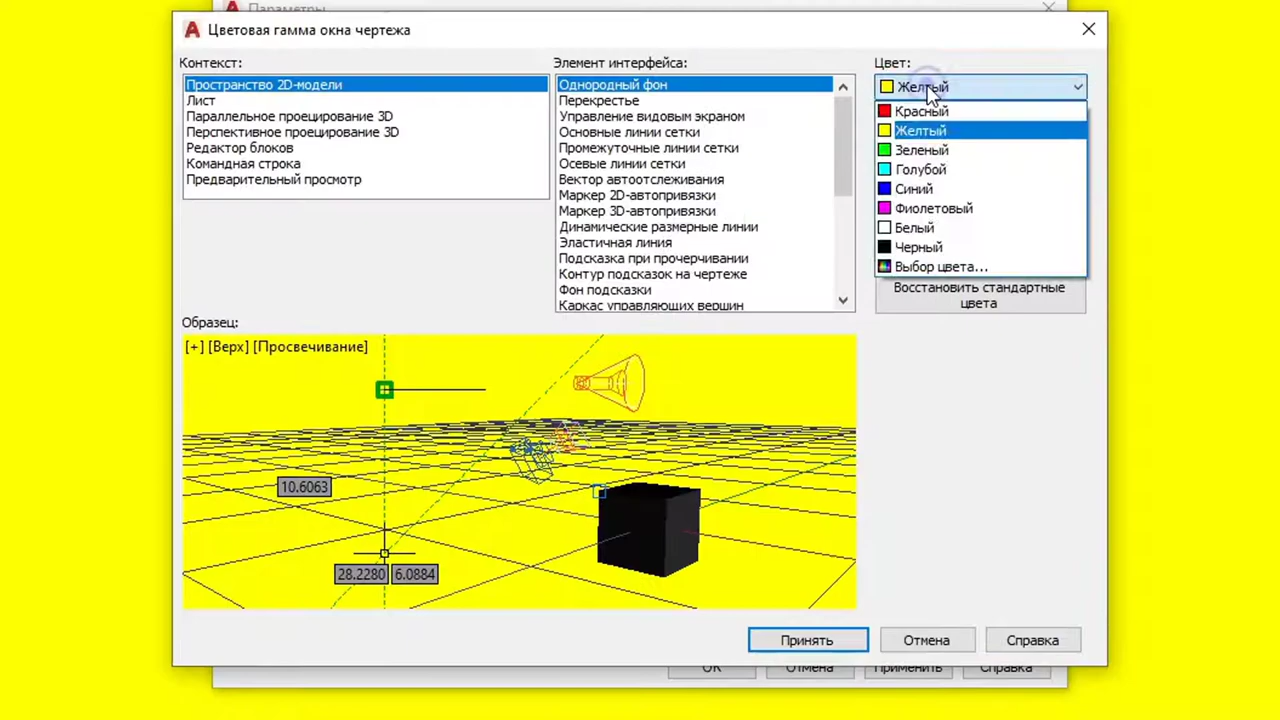 Параметры
Цветовая гамма окна чертежа
Контекст:
Пространство 2D-модели
Лист
Параллельное проецирование 3D
Перспективное проецирование 3D
Редактор блоков
Командная строка
Предварительный просмотр
Элемент интерфейса:
Однородный фон
Перекрестье
Управление видовым экраном
Основные линии сетки
Промежуточные линии сетки
Осевые линии сетки
Вектор автоотслеживания
Маркер 2D-автопривязки
Маркер 3D-автопривязки
Динамические размерные линии
Эластичная линия
Подсказка при прочерчивании
Контур подсказок на чертеже
Фон подсказки
Каркас управляющих вершин
Цвет:
Желтый
Красный
Желтый
Зеленый
Голубой
Синий
Фиолетовый
Белый
Черный
Выбор цвета...
Восстановить стандартные
цвета
Образец:
[+] [Верх] [Просвечивание]
10.6063
28.2280 6.0884
Принять
Отмена
Справка
OK
Отмена
Применить
Справка